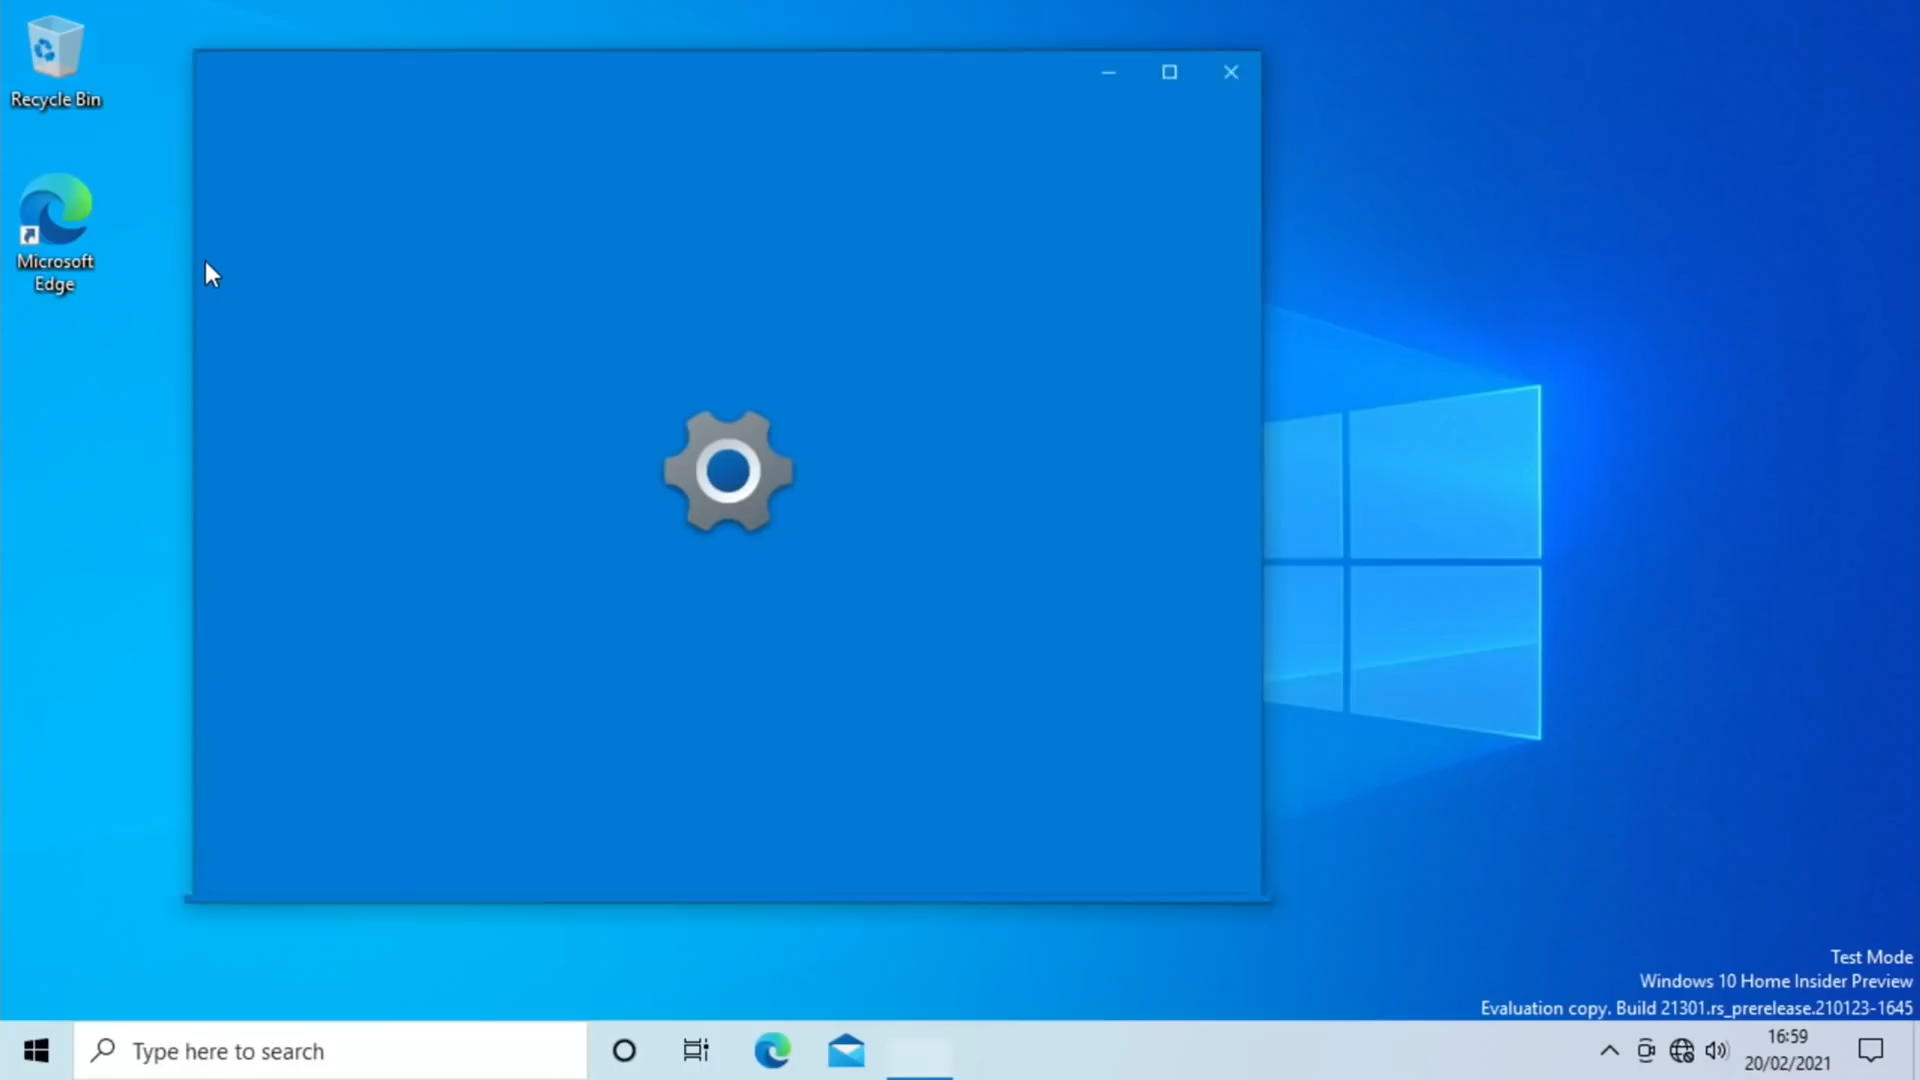 Recycle Bin
Microsoft
Edge
Test Mode
Windows 10 Home Insider Preview
Evaluation copy. Build 21301.rs_prerelease.210123-1645
Type here to search
16:59
20/02/2021